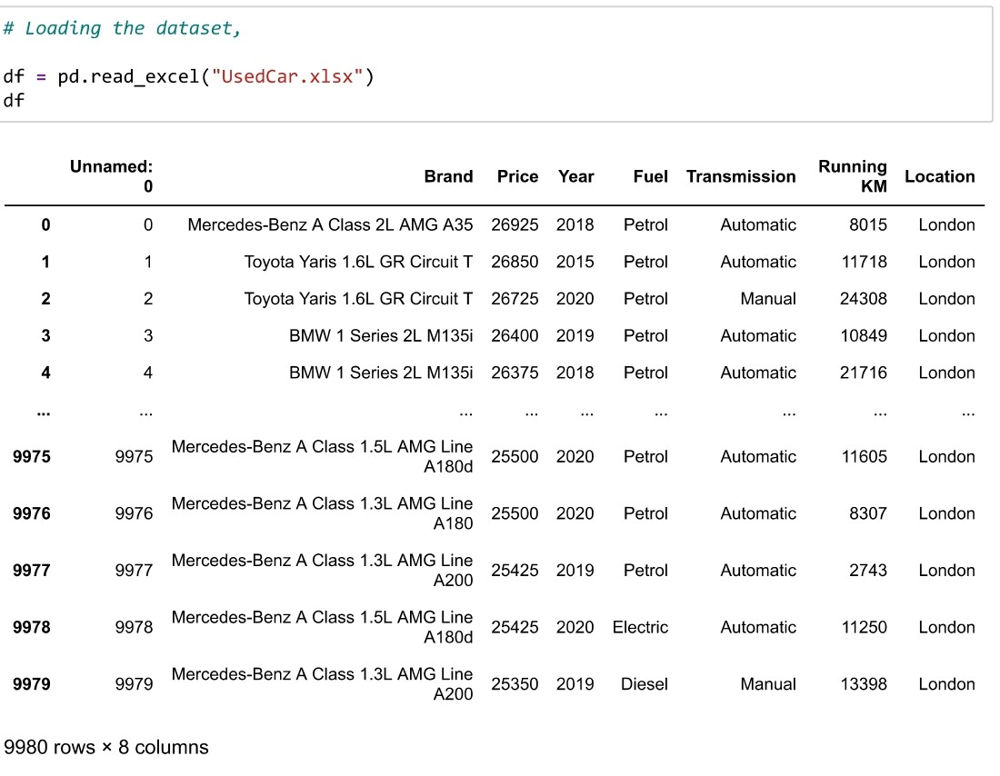 # Loading the dataset,
df = pd.read_excel("UsedCar.xlsx")
df
Unnamed: 0 Brand Price Year Fuel Transmission Running KM Location
0 0 Mercedes-Benz A Class 2L AMG A35 26925 2018 Petrol Automatic 8015 London
1 1 Toyota Yaris 1.6L GR Circuit T 26850 2015 Petrol Automatic 11718 London
2 2 Toyota Yaris 1.6L GR Circuit T 26725 2020 Petrol Manual 24308 London
3 3 BMW 1 Series 2L M135i 26400 2019 Petrol Automatic 10849 London
4 4 BMW 1 Series 2L M135i 26375 2018 Petrol Automatic 21716 London
... ... ... ... ... ... ... ... ...
9975 9975 Mercedes-Benz A Class 1.5L AMG Line A180d 25500 2020 Petrol Automatic 11605 London
9976 9976 Mercedes-Benz A Class 1.3L AMG Line A180 25500 2020 Petrol Automatic 8307 London
9977 9977 Mercedes-Benz A Class 1.3L AMG Line A200 25425 2019 Petrol Automatic 2743 London
9978 9978 Mercedes-Benz A Class 1.5L AMG Line A180d 25425 2020 Electric Automatic 11250 London
9979 9979 Mercedes-Benz A Class 1.3L AMG Line A200 25350 2019 Diesel Manual 13398 London
9980 rows × 8 columns